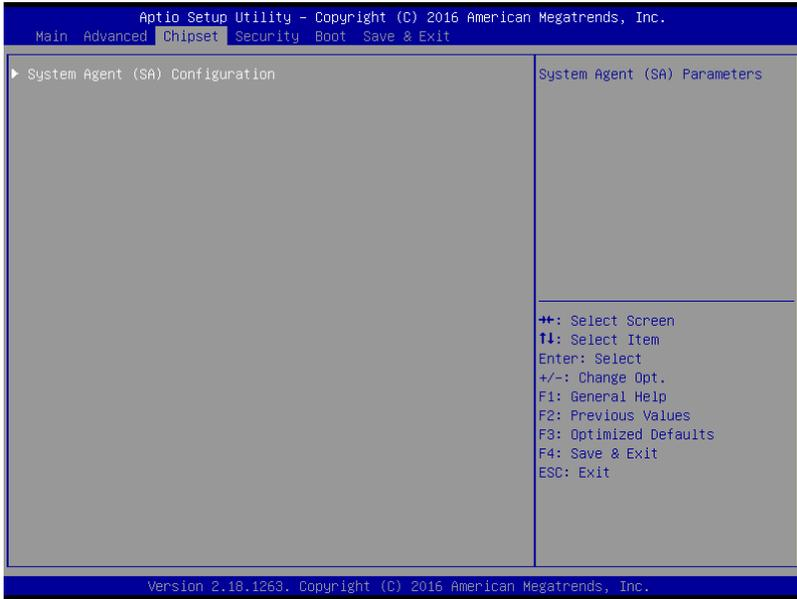 Aptio Setup Utility – Copyright (C) 2016 American Megatrends, Inc.
Main Advanced Chipset Security Boot Save & Exit
▶ System Agent (SA) Configuration
System Agent (SA) Parameters
→←: Select Screen
↑↓: Select Item
Enter: Select
+/-: Change Opt.
F1: General Help
F2: Previous Values
F3: Optimized Defaults
F4: Save & Exit
ESC: Exit
Version 2.18.1263. Copyright (C) 2016 American Megatrends, Inc.